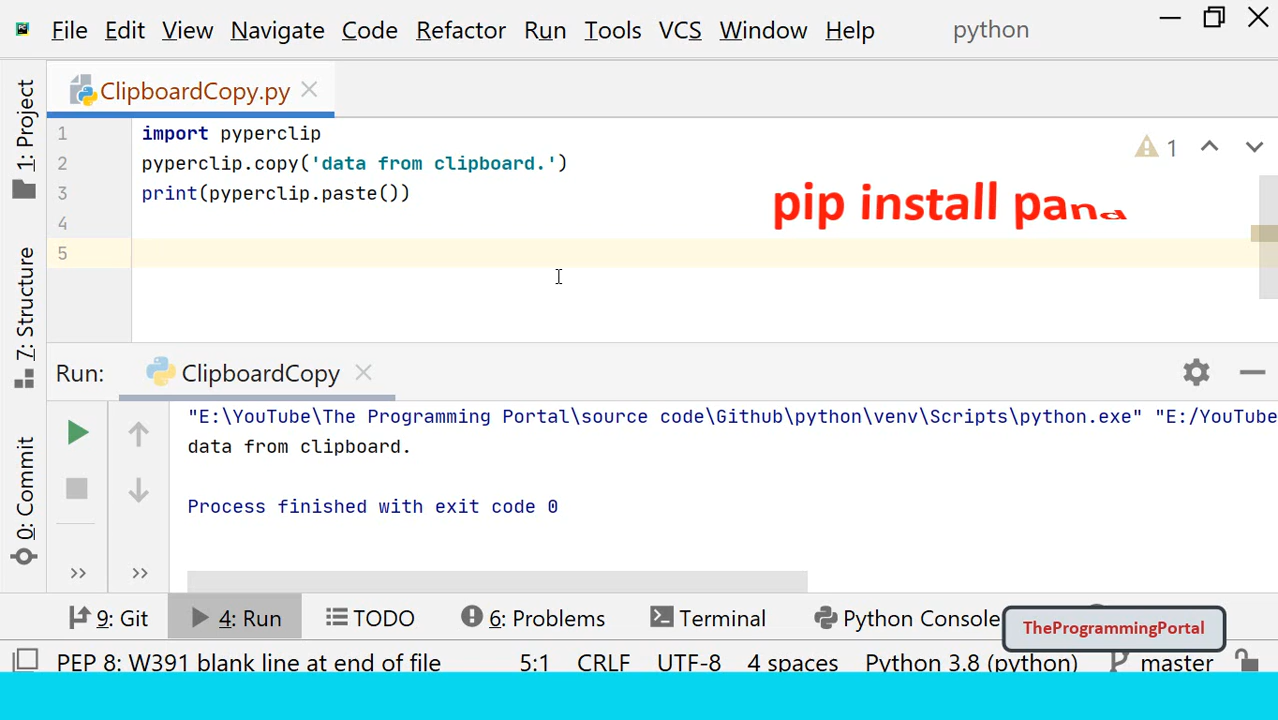 File Edit View Navigate Code Refactor Run Tools VCS Window Help python
ClipboardCopy.py
1: Project
7: Structure
0: Commit
1 import pyperclip
2 pyperclip.copy('data from clipboard.')
3 print(pyperclip.paste())
4
5
1
pip install pand
Run: ClipboardCopy
"E:\YouTube\The Programming Portal\source code\Github\python\venv\Scripts\python.exe" "E:/YouTube
data from clipboard.
Process finished with exit code 0
9: Git 4: Run TODO 6: Problems Terminal Python Console
TheProgrammingPortal
PEP 8: W391 blank line at end of file 5:1 CRLF UTF-8 4 spaces Python 3.8 (python) master